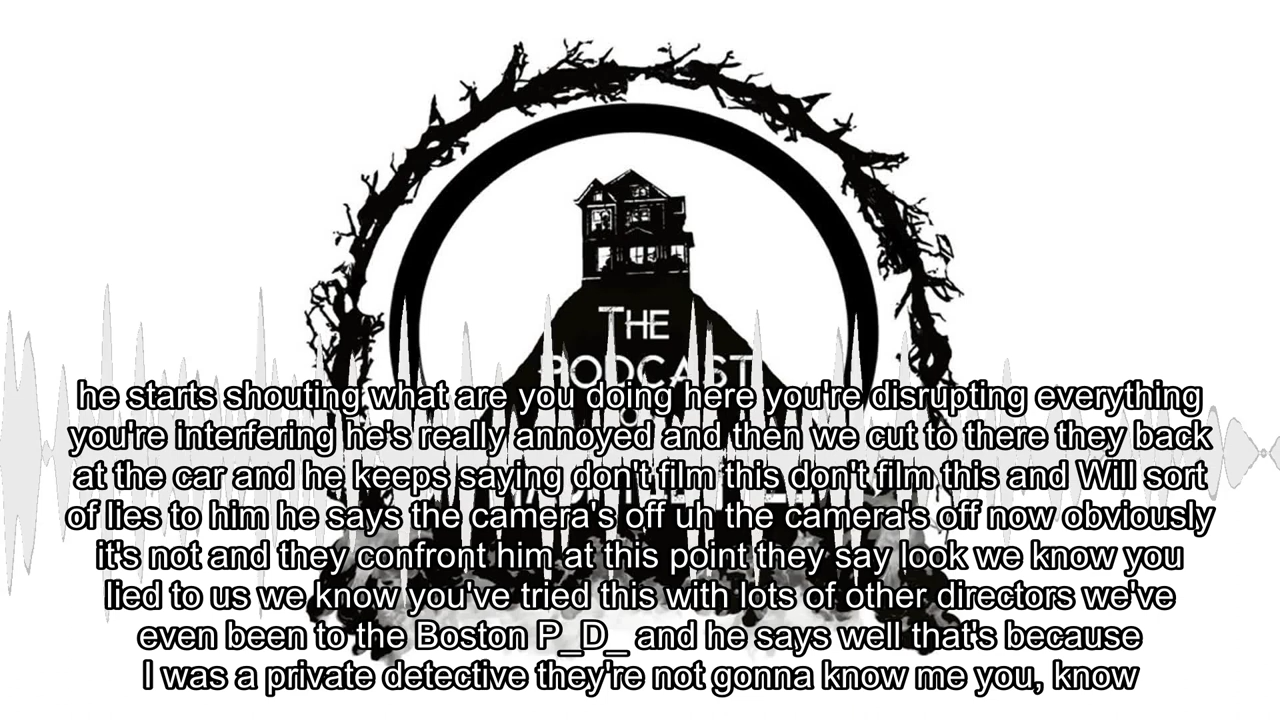 THE
PODCAST
he starts shouting what are you doing here you're disrupting everything
you're interfering he's really annoyed and then we cut to there they back
at the car and he keeps saying don't film this don't film this and Will sort
of lies to him he says the camera's off uh the camera's off now obviously
it's not and they confront him at this point they say look we know you
lied to us we know you've tried this with lots of other directors we've
even been to the Boston P_D_ and he says well that's because
I was a private detective they're not gonna know me you, know